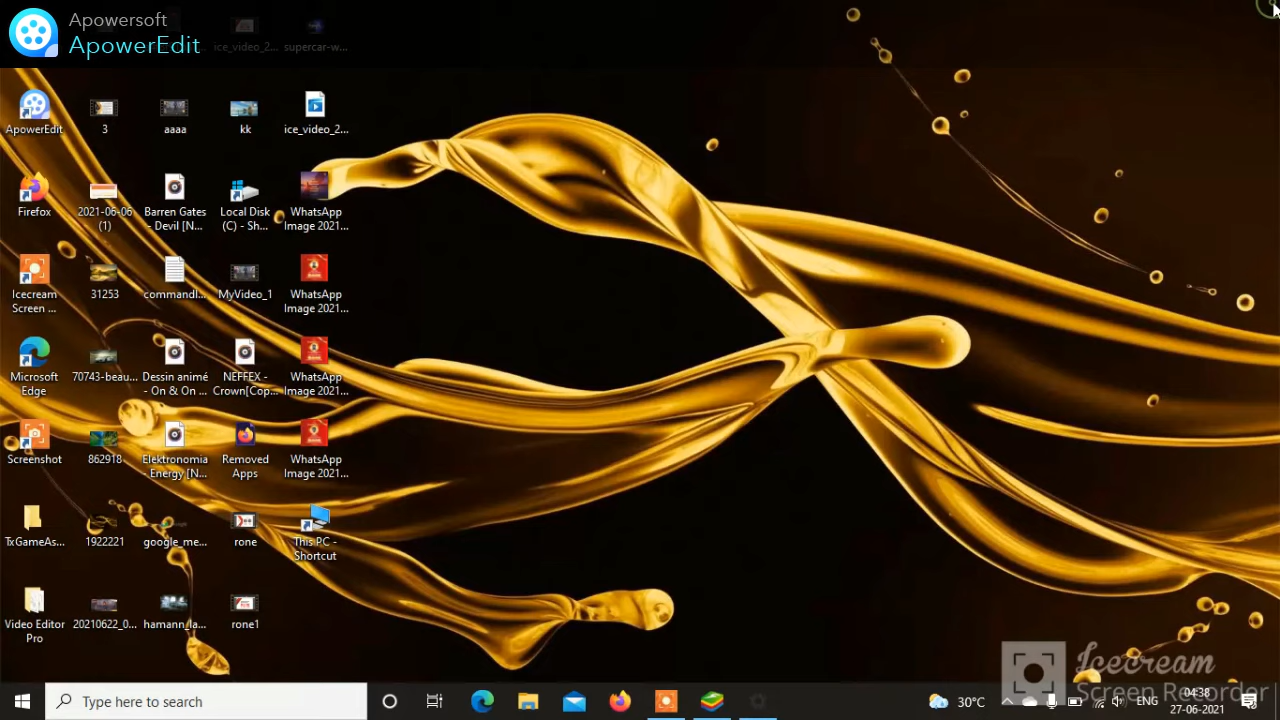 Apowersoft
ApowerEdit
ice_video_2...
supercar-w...
ApowerEdit
3
aaaa
kk
ice_video_2...
Firefox
2021-06-06
(1)
Barren Gates
- Devil [N...
Local Disk
(C) - Sh...
WhatsApp
Image 2021...
Icecream
Screen ...
31253
commandl...
MyVideo_1
WhatsApp
Image 2021...
Microsoft
Edge
70743-beau...
Dessin animé
- On & On ...
NEFFEX -
Crown[Cop...
WhatsApp
Image 2021...
Screenshot
862918
Elektronomia
- Energy [N...
Removed
Apps
WhatsApp
Image 2021...
TxGameAs...
1922221
google_me...
rone
This PC -
Shortcut
Video Editor
Pro
20210622_0...
hamann_la...
rone1
Icecream
Screen Recorder
Type here to search
30°C
ENG
04:38
27-06-2021